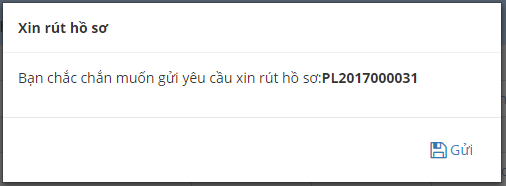 Xin rút hồ sơ
Bạn chắc chắn muốn gửi yêu cầu xin rút hồ sơ:PL2017000031
Gửi